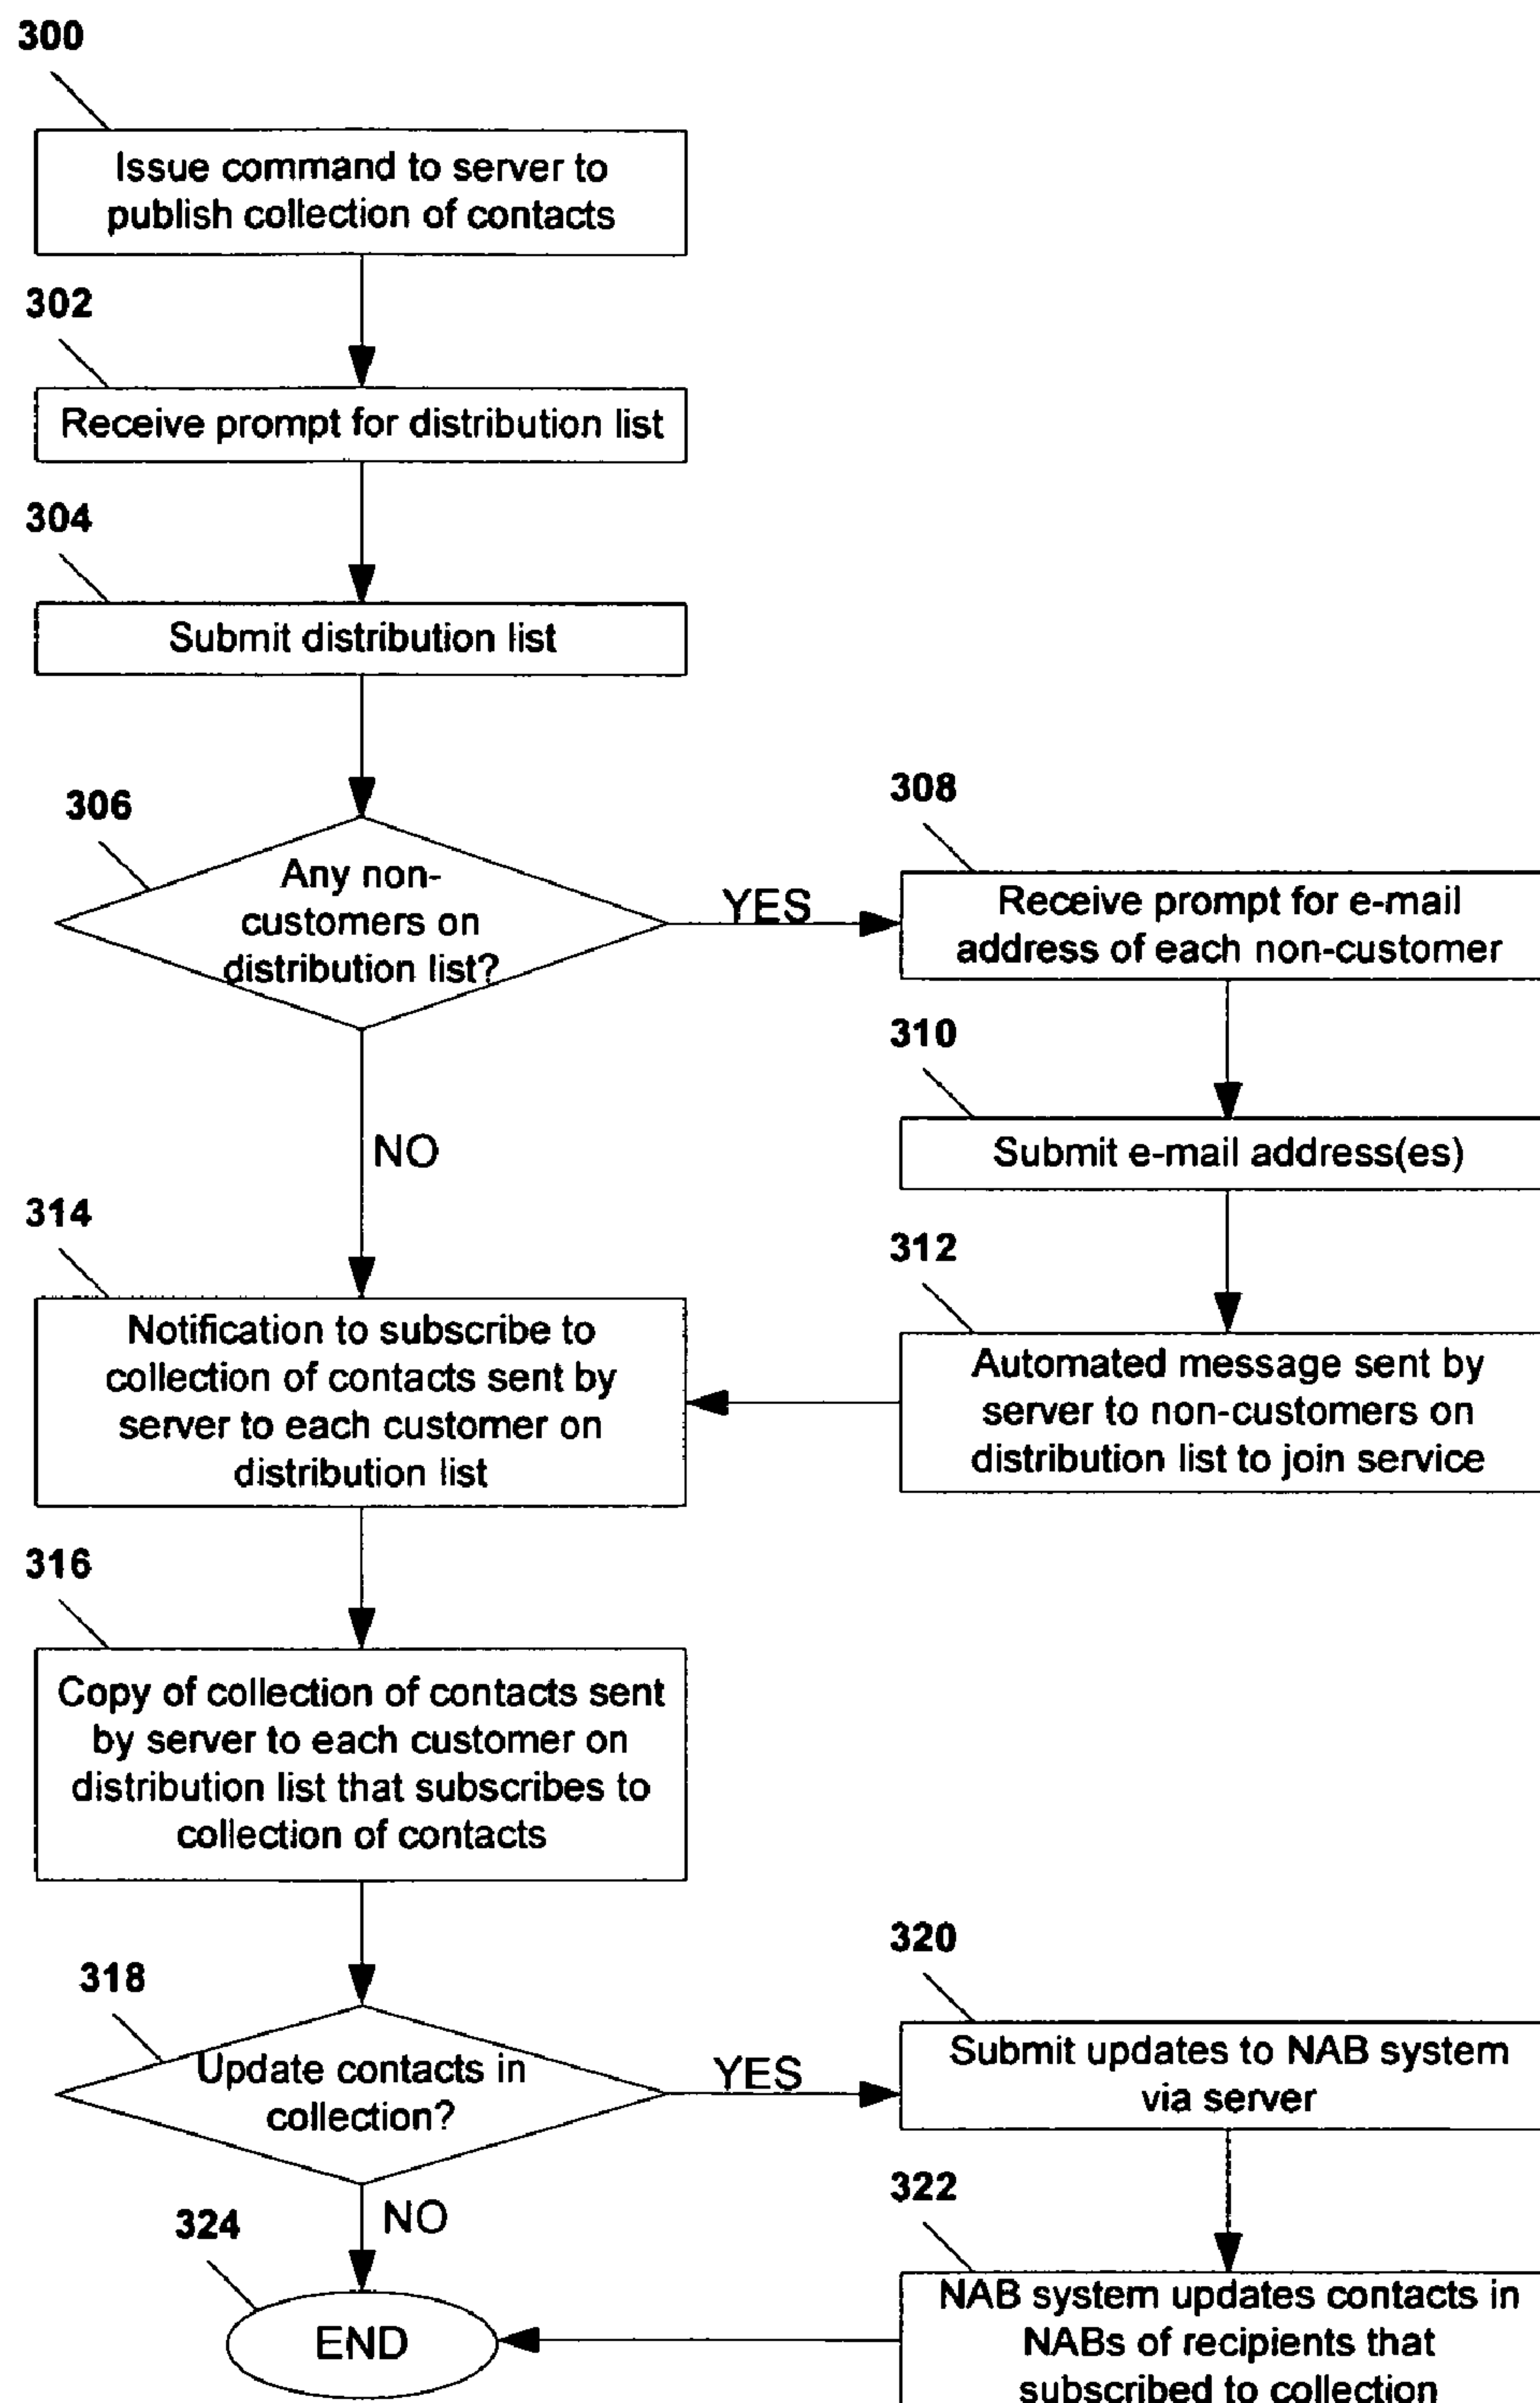 300
Issue command to server to
publish collection of contacts
302
Receive prompt for distribution list
304
Submit distribution list
306
Any non-
customers on
distribution list?
YES
308
Receive prompt for e-mail
address of each non-customer
310
Submit e-mail address(es)
312
Automated message sent by
server to non-customers on
distribution list to join service
NO
314
Notification to subscribe to
collection of contacts sent by
server to each customer on
distribution list
316
Copy of collection of contacts sent
by server to each customer on
distribution list that subscribes to
collection of contacts
318
Update contacts in
collection?
YES
320
Submit updates to NAB system
via server
322
NAB system updates contacts in
NABs of recipients that
subscribed to collection
NO
324
END